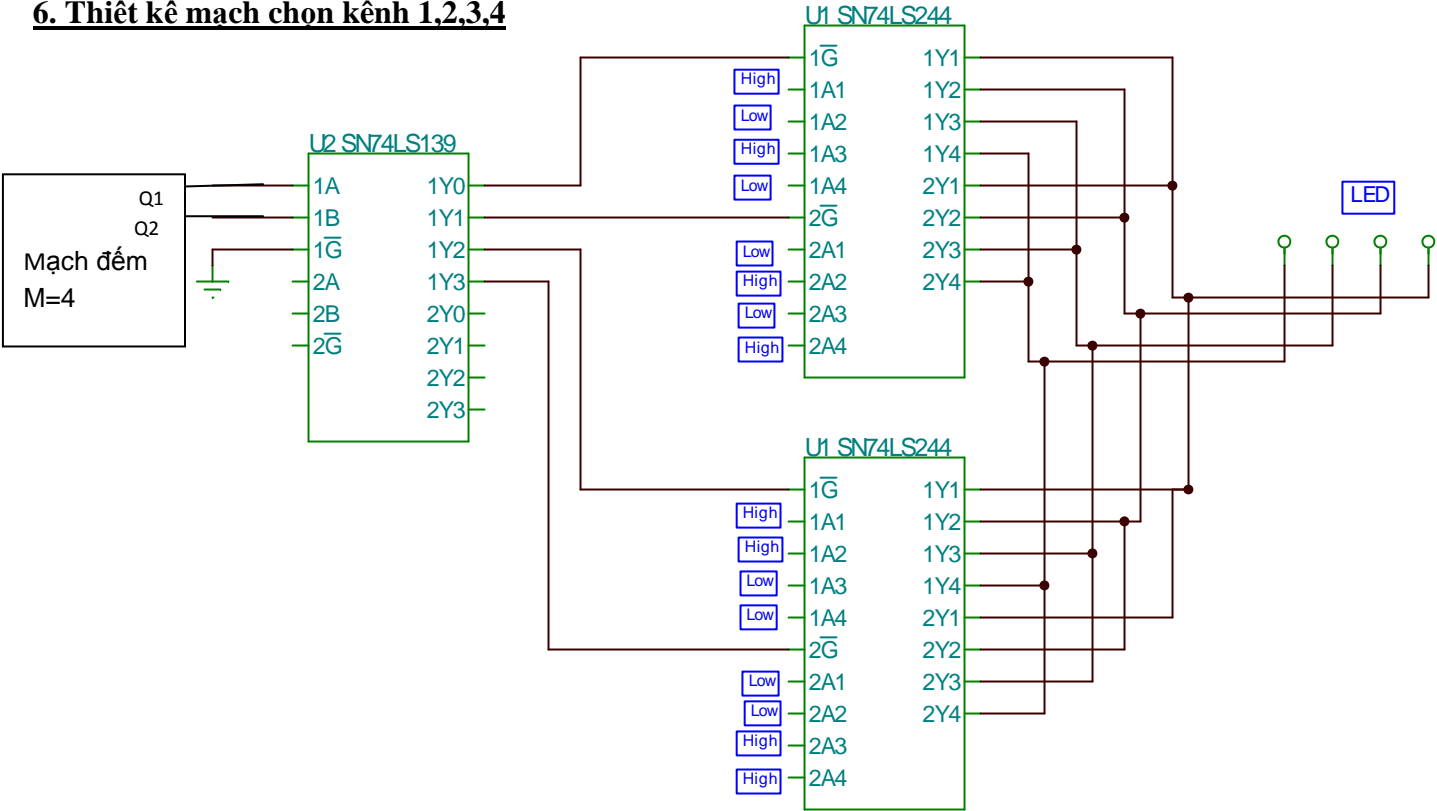 6. Thiết kế mạch chọn kênh 1,2,3,4
U1 SN74LS244
1G̅ 1Y1
High 1A1 1Y2
Low 1A2 1Y3
High 1A3 1Y4
Low 1A4 2Y1
2G̅ 2Y2
Low 2A1 2Y3
High 2A2 2Y4
Low 2A3
High 2A4
U2 SN74LS139
1A 1Y0
1B 1Y1
1G̅ 1Y2
2A 1Y3
2B 2Y0
2G̅ 2Y1
2Y2
2Y3
Q1
Q2
Mạch đếm
M=4
LED
U1 SN74LS244
1G̅ 1Y1
High 1A1 1Y2
High 1A2 1Y3
Low 1A3 1Y4
Low 1A4 2Y1
2G̅ 2Y2
Low 2A1 2Y3
Low 2A2 2Y4
High 2A3
High 2A4